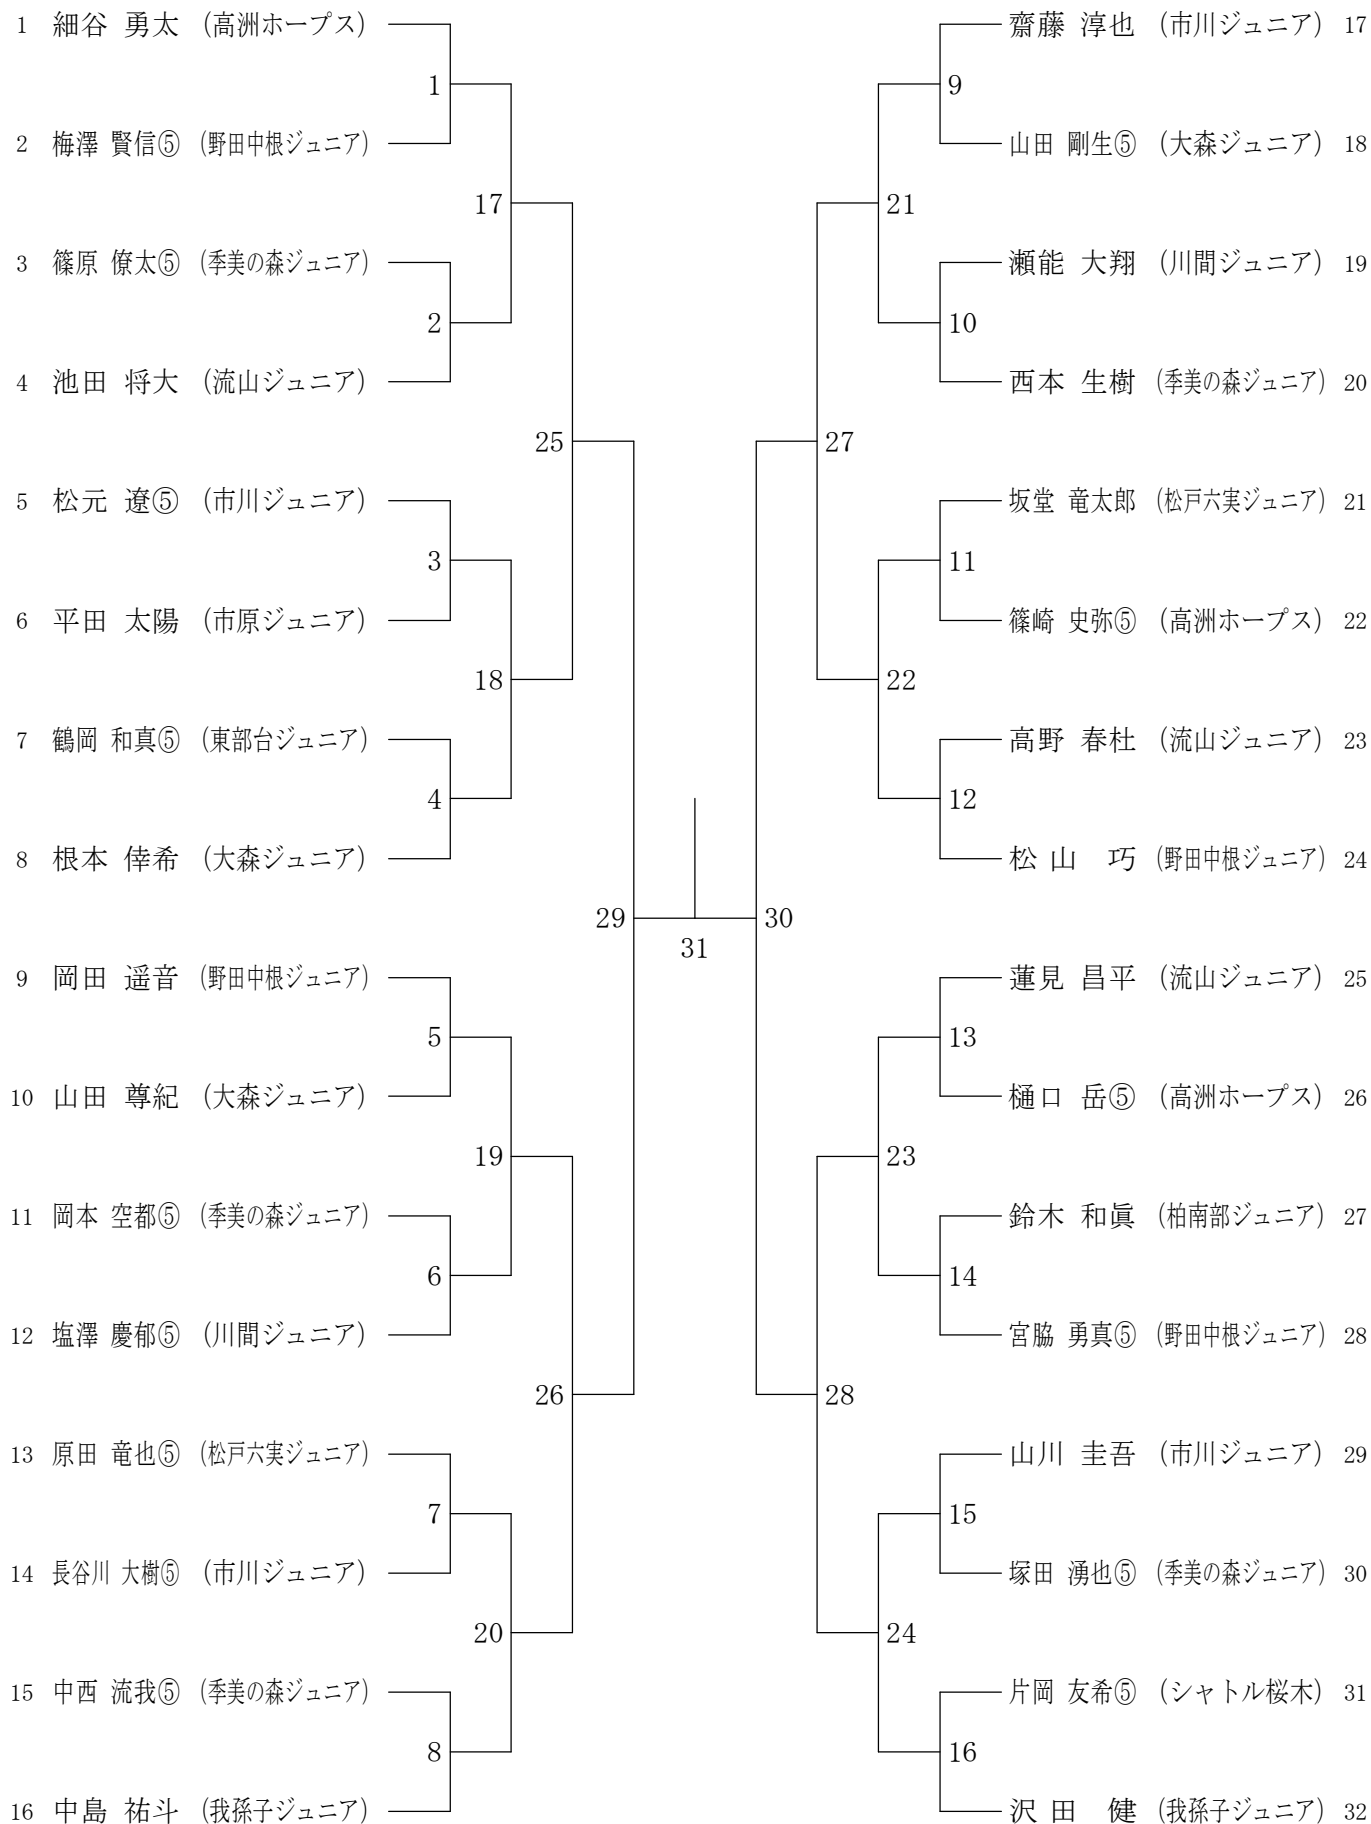 1 細谷 勇太 (高洲ホープス)
1
2 梅澤 賢信⑤ (野田中根ジュニア)
17
3 篠原 僚太⑤ (季美の森ジュニア)
2
4 池田 将大 (流山ジュニア)
25
5 松元 遼⑤ (市川ジュニア)
3
6 平田 太陽 (市原ジュニア)
18
7 鶴岡 和真⑤ (東部台ジュニア)
4
8 根本 倖希 (大森ジュニア)
29
9 岡田 遥音 (野田中根ジュニア)
5
10 山田 尊紀 (大森ジュニア)
19
11 岡本 空都⑤ (季美の森ジュニア)
6
12 塩澤 慶郁⑤ (川間ジュニア)
26
13 原田 竜也⑤ (松戸六実ジュニア)
7
14 長谷川 大樹⑤ (市川ジュニア)
20
15 中西 流我⑤ (季美の森ジュニア)
8
16 中島 祐斗 (我孫子ジュニア)
31
齋藤 淳也 (市川ジュニア) 17
9
山田 剛生⑤ (大森ジュニア) 18
21
瀬能 大翔 (川間ジュニア) 19
10
西本 生樹 (季美の森ジュニア) 20
27
坂堂 竜太郎 (松戸六実ジュニア) 21
11
篠崎 史弥⑤ (高洲ホープス) 22
22
高野 春杜 (流山ジュニア) 23
12
松山 巧 (野田中根ジュニア) 24
30
蓮見 昌平 (流山ジュニア) 25
13
樋口 岳⑤ (高洲ホープス) 26
23
鈴木 和眞 (柏南部ジュニア) 27
14
宮脇 勇真⑤ (野田中根ジュニア) 28
28
山川 圭吾 (市川ジュニア) 29
15
塚田 湧也⑤ (季美の森ジュニア) 30
24
片岡 友希⑤ (シャトル桜木) 31
16
沢田 健 (我孫子ジュニア) 32